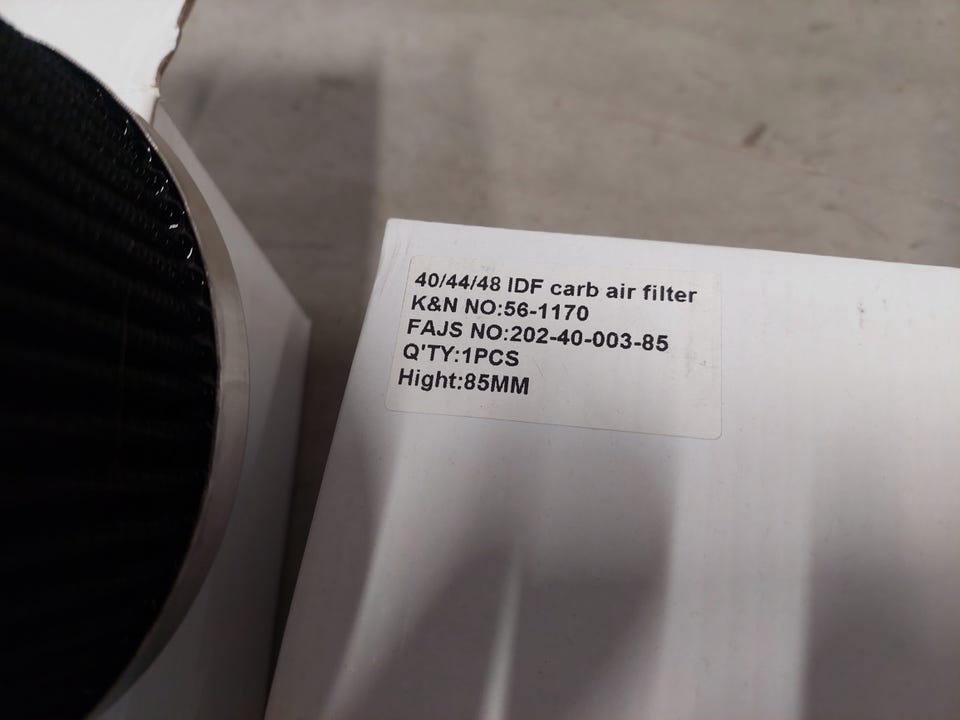 40/44/48 IDF carb air filter
K&N NO:56-1170
FAJS NO:202-40-003-85
Q'TY:1PCS
Hight:85MM